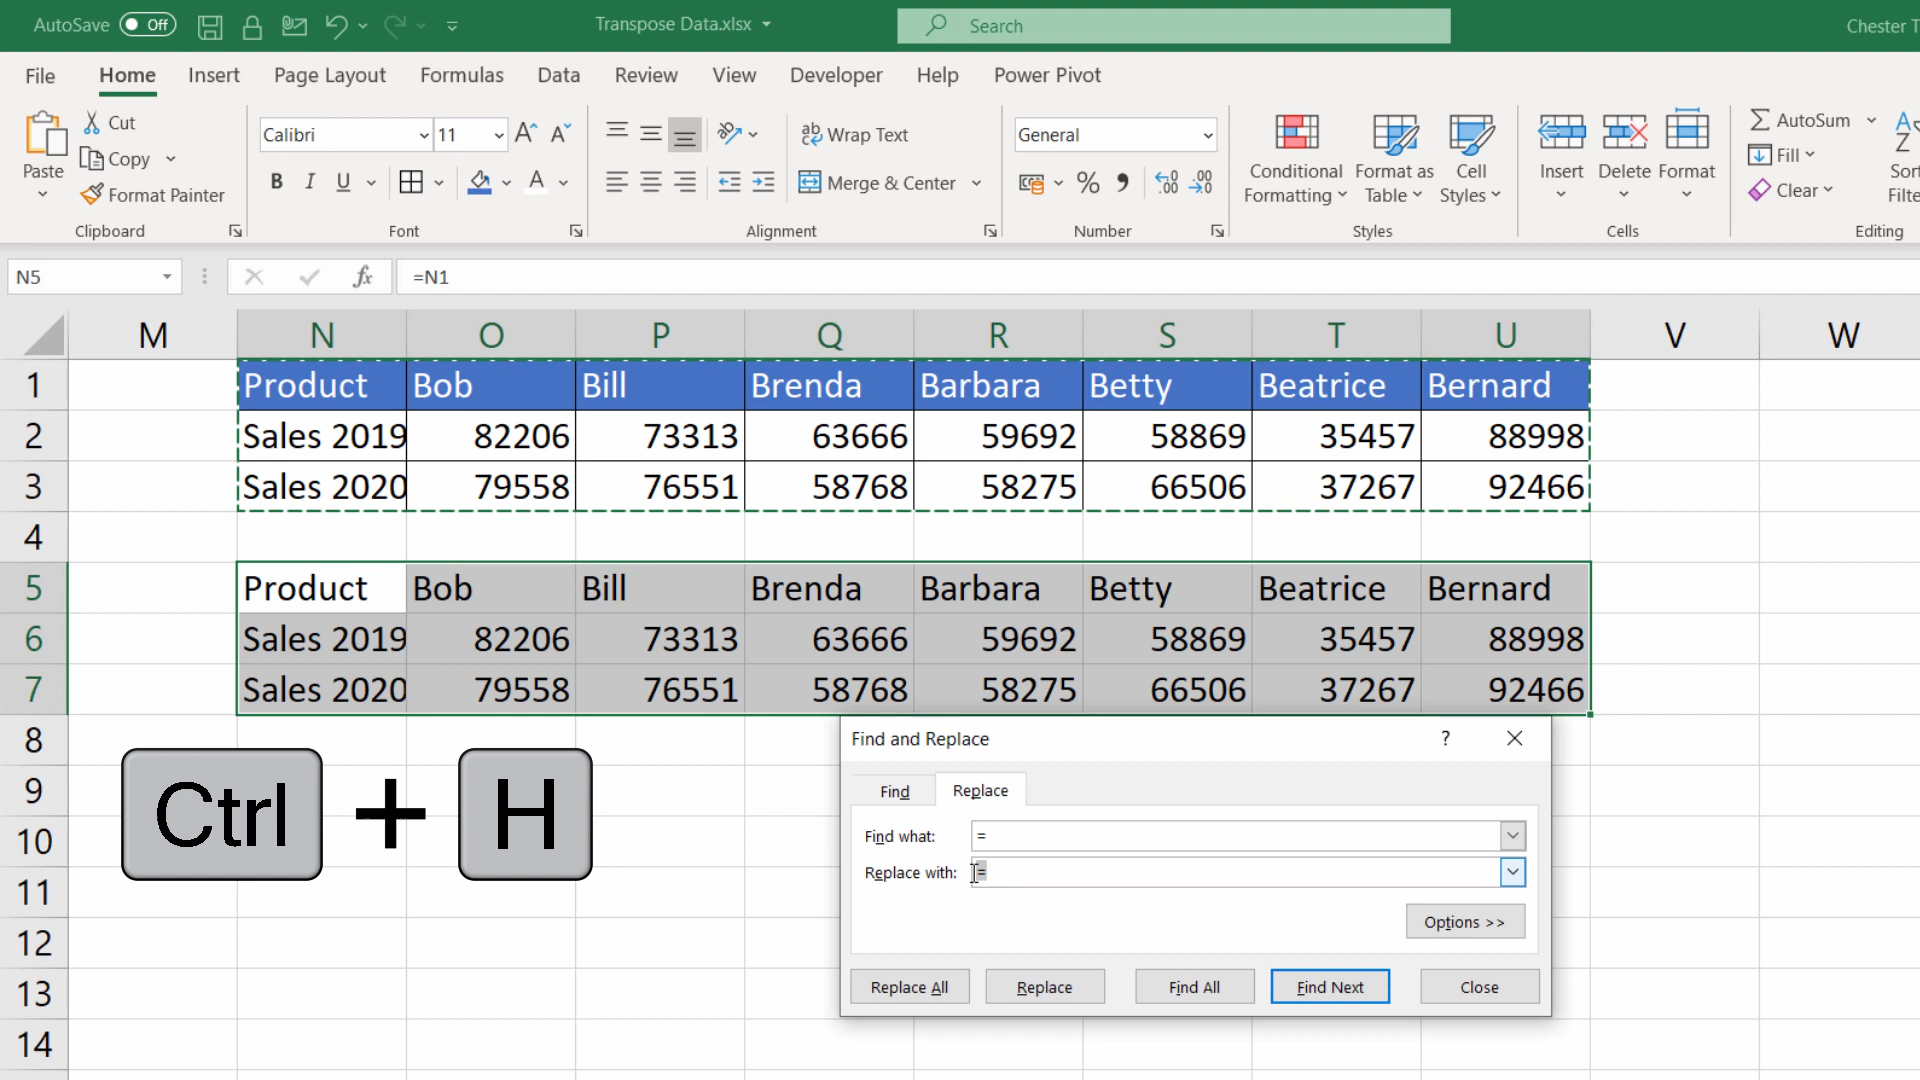 AutoSave Off Transpose Data.xlsx Search Chester T
File Home Insert Page Layout Formulas Data Review View Developer Help Power Pivot
Paste Cut Copy Format Painter Clipboard
Calibri 11 B I U A Font
Wrap Text Merge & Center Alignment
General % Number
Conditional Formatting Format as Table Cell Styles Styles
Insert Delete Format Cells
AutoSum Fill Clear Sort Filte Editing
N5 fx =N1
M N O P Q R S T U V W
1 Product Bob Bill Brenda Barbara Betty Beatrice Bernard
2 Sales 2019 82206 73313 63666 59692 58869 35457 88998
3 Sales 2020 79558 76551 58768 58275 66506 37267 92466
4
5 Product Bob Bill Brenda Barbara Betty Beatrice Bernard
6 Sales 2019 82206 73313 63666 59692 58869 35457 88998
7 Sales 2020 79558 76551 58768 58275 66506 37267 92466
8
9
10
11
12
13
14
Ctrl + H
Find and Replace ?
Find Replace
Find what: =
Replace with: =
Options >>
Replace All Replace Find All Find Next Close